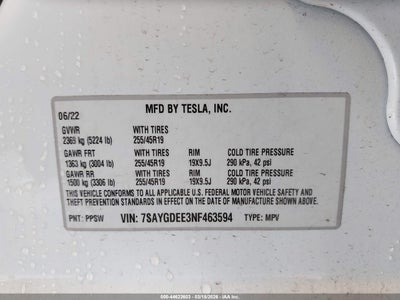 06/22 MFD BY TESLA, INC.
GVWR WITH TIRES
2369 kg (5224 lb) 255/45R19
GAWR FRT WITH TIRES RIM COLD TIRE PRESSURE
1363 kg (3004 lb) 255/45R19 19X9.5J 290 kPa, 42 psi
GAWR RR WITH TIRES RIM COLD TIRE PRESSURE
1500 kg (3306 lb) 255/45R19 19X9.5J 290 kPa, 42 psi
THIS VEHICLE CONFORMS TO ALL APPLICABLE FEDERAL MOTOR VEHICLE SAFETY AND
THEFT PREVENTION STANDARDS IN EFFECT ON THE DATE OF MANUFACTURE SHOWN ABOVE.
PNT: PPSW VIN: 7SAYGDEE3NF463594 TYPE: MPV